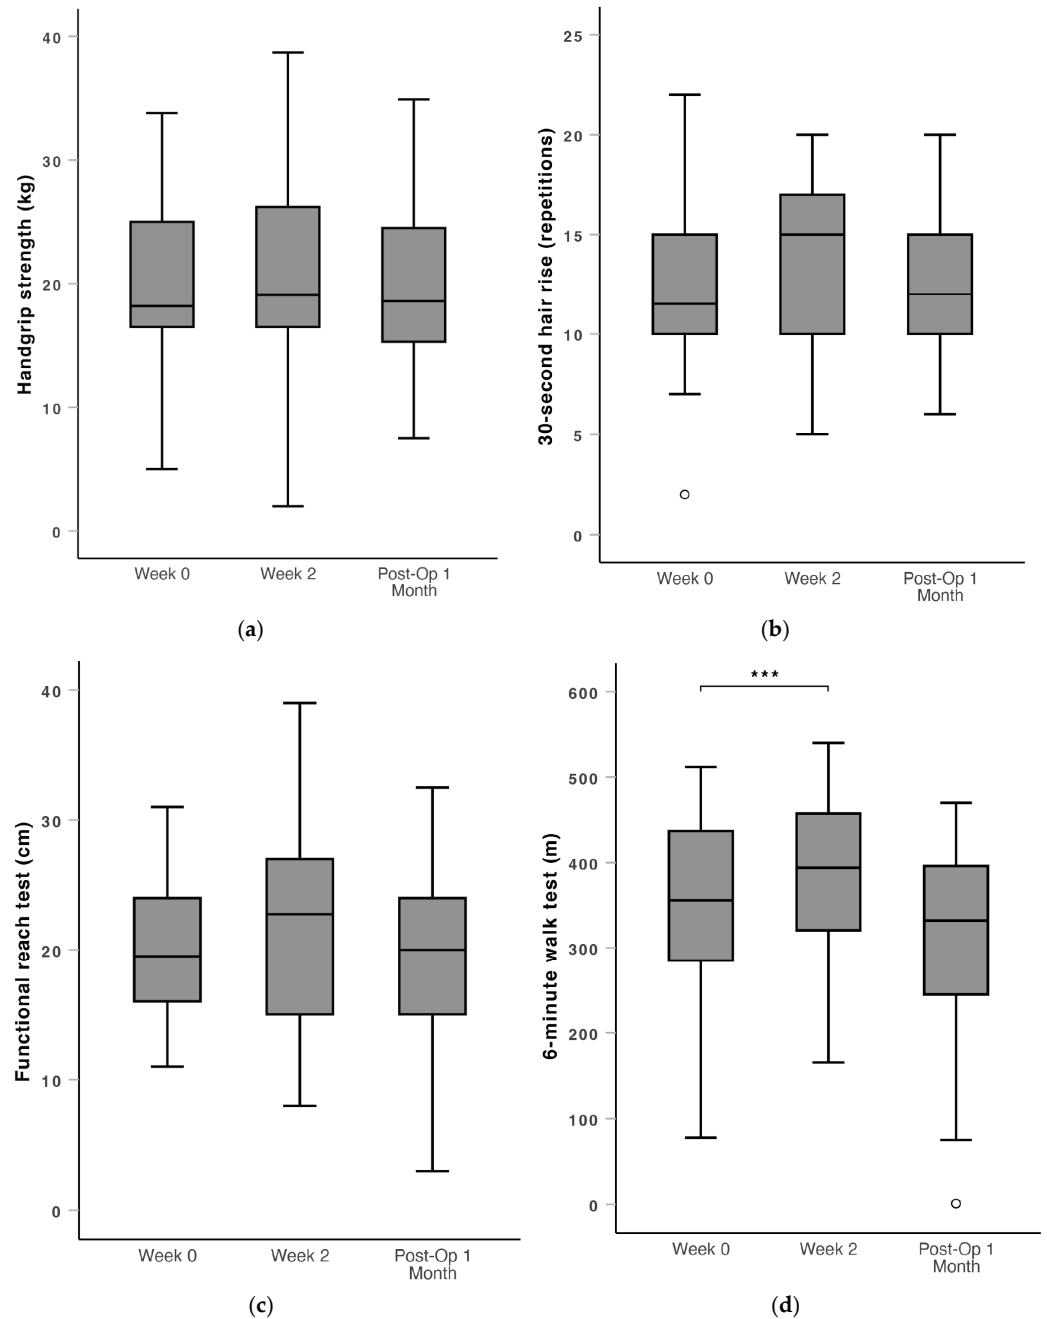 40
30
20
10
0
Handgrip strength (kg)
Week 0
Week 2
Post-Op 1
Month
(a)
25
20
15
10
5
0
30-second hair rise (repetitions)
Week 0
Week 2
Post-Op 1
Month
(b)
40
30
20
10
0
Functional reach test (cm)
Week 0
Week 2
Post-Op 1
Month
(c)
***
600
500
400
300
200
100
0
6-minute walk test (m)
Week 0
Week 2
Post-Op 1
Month
(d)